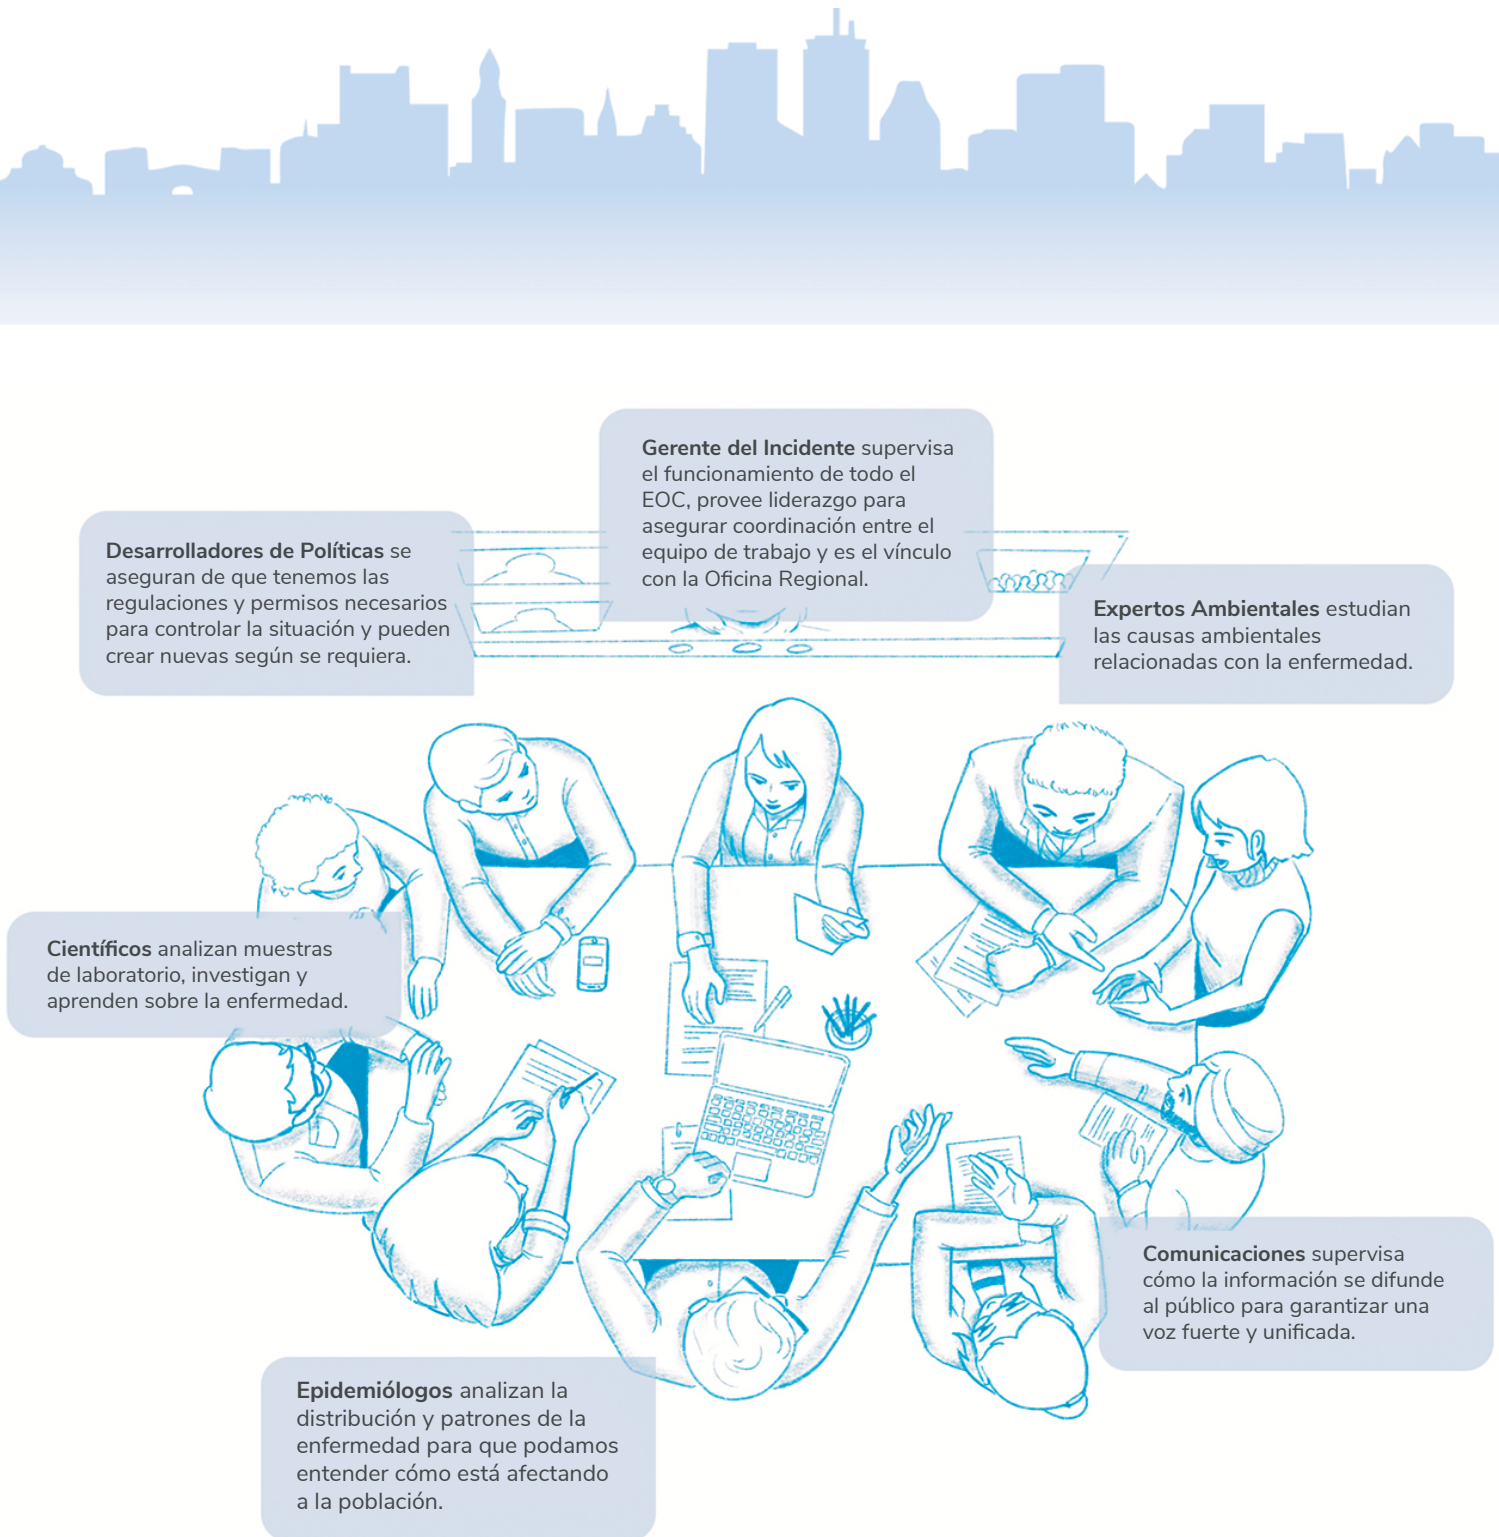 Gerente del Incidente supervisa
el funcionamiento de todo el
EOC, provee liderazgo para
asegurar coordinación entre el
equipo de trabajo y es el vínculo
con la Oficina Regional.
Desarrolladores de Políticas se
aseguran de que tenemos las
regulaciones y permisos necesarios
para controlar la situación y pueden
crear nuevas según se requiera.
Expertos Ambientales estudian
las causas ambientales
relacionadas con la enfermedad.
Científicos analizan muestras
de laboratorio, investigan y
aprenden sobre la enfermedad.
Comunicaciones supervisa
cómo la información se difunde
al público para garantizar una
voz fuerte y unificada.
Epidemiólogos analizan la
distribución y patrones de la
enfermedad para que podamos
entender cómo está afectando
a la población.